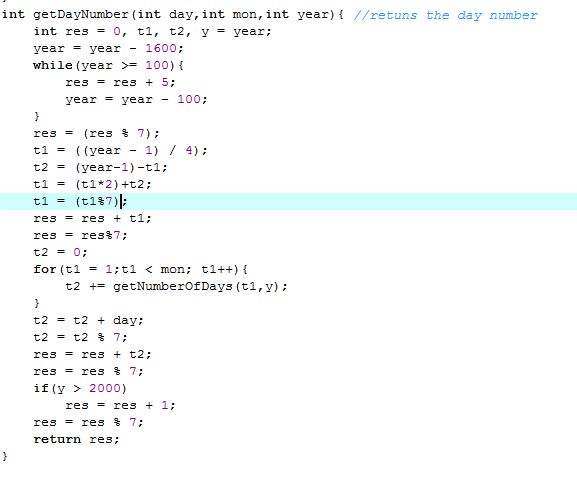 int getDayNumber(int day,int mon,int year){ //retuns the day number
    int res = 0, t1, t2, y = year;
    year = year - 1600;
    while(year >= 100){
        res = res + 5;
        year = year - 100;
    }
    res = (res % 7);
    t1 = ((year - 1) / 4);
    t2 = (year-1)-t1;
    t1 = (t1*2)+t2;
    t1 = (t1%7);
    res = res + t1;
    res = res%7;
    t2 = 0;
    for(t1 = 1;t1 < mon; t1++){
        t2 += getNumberOfDays(t1,y);
    }
    t2 = t2 + day;
    t2 = t2 % 7;
    res = res + t2;
    res = res % 7;
    if(y > 2000)
        res = res + 1;
    res = res % 7;
    return res;
}